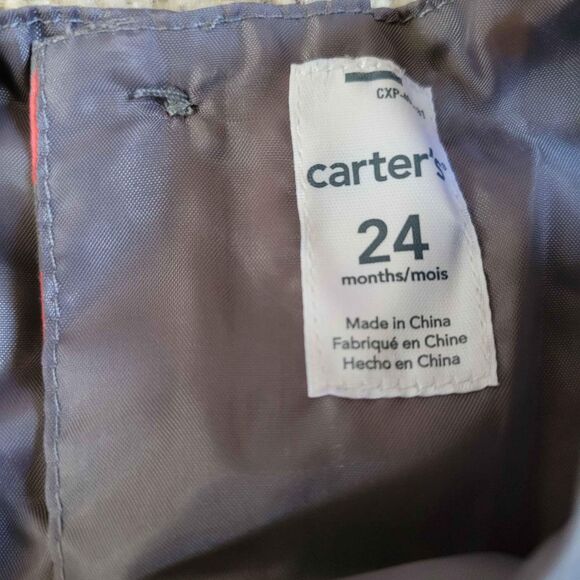 carter's
24
months/mois
Made in China
Fabriqué en Chine
Hecho en China